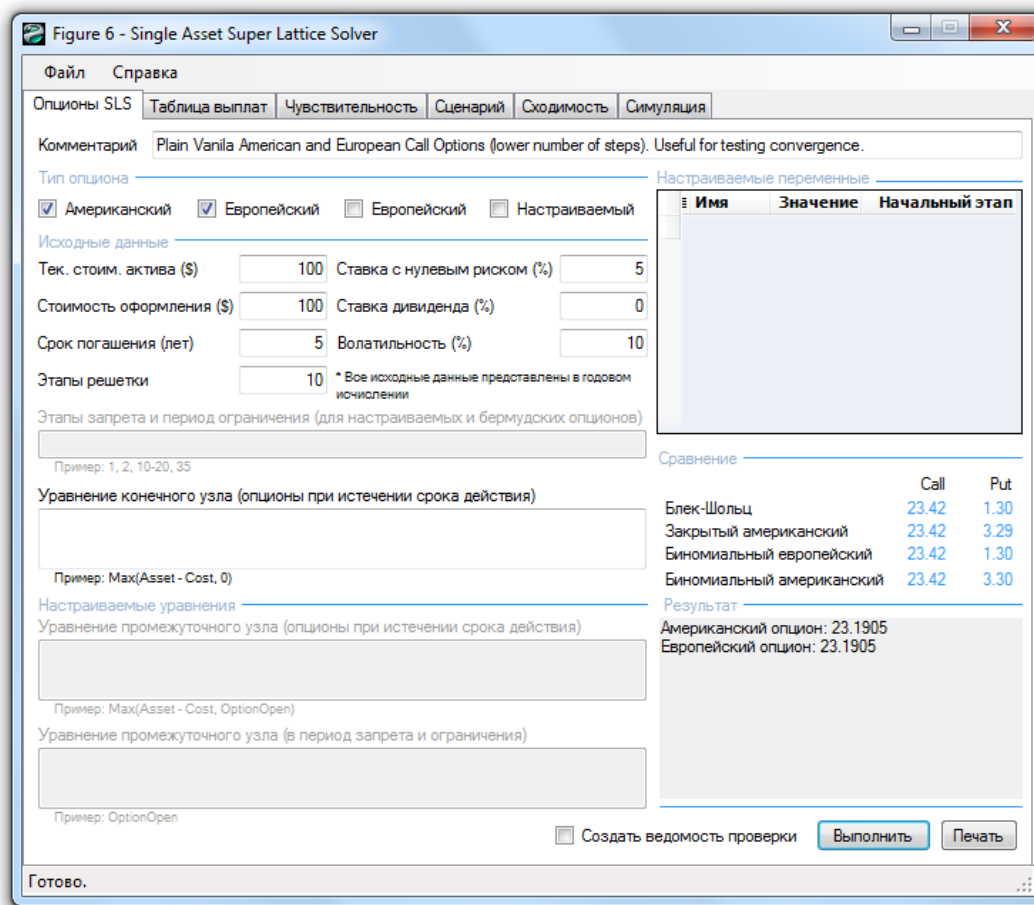 Figure 6 - Single Asset Super Lattice Solver
Файл Справка
Опционы SLS Таблица выплат Чувствительность Сценарий Сходимость Симуляция
Комментарий Plain Vanila American and European Call Options (lower number of steps). Useful for testing convergence.
Тип опциона
Американский Европейский Европейский Настраиваемый
Исходные данные
Тек. стоим. актива ($) 100 Ставка с нулевым риском (%) 5
Стоимость оформления ($) 100 Ставка дивиденда (%) 0
Срок погашения (лет) 5 Волатильность (%) 10
Этапы решетки 10 * Все исходные данные представлены в годовом
исчислении
Этапы запрета и период ограничения (для настраиваемых и бермудских опционов)
Пример: 1, 2, 10-20, 35
Уравнение конечного узла (опционы при истечении срока действия)
Пример: Max(Asset - Cost, 0)
Настраиваемые уравнения
Уравнение промежуточного узла (опционы при истечении срока действия)
Пример: Max(Asset - Cost, OptionOpen)
Уравнение промежуточного узла (в период запрета и ограничения)
Пример: OptionOpen
Настраиваемые переменные
Имя Значение Начальный этап
Сравнение
Call Put
Блек-Шольц 23.42 1.30
Закрытый американский 23.42 3.29
Биномиальный европейский 23.42 1.30
Биномиальный американский 23.42 3.30
Результат
Американский опцион: 23.1905
Европейский опцион: 23.1905
Создать ведомость проверки Выполнить Печать
Готово.